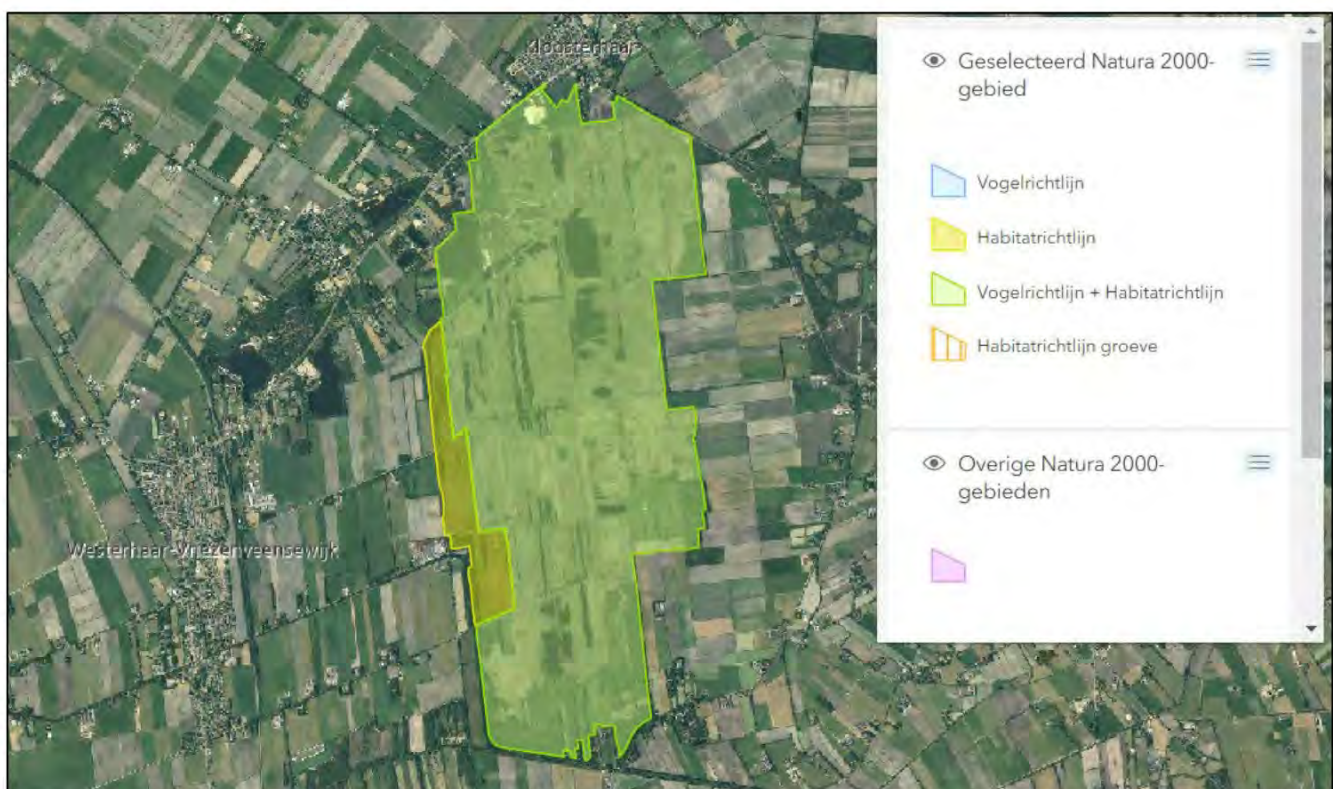 Kloosterhaar
Westerhaar-Vriezenveensewijk
Geselecteerd Natura 2000-
gebied
Vogelrichtlijn
Habitatrichtlijn
Vogelrichtlijn + Habitatrichtlijn
Habitatrichtlijn groeve
Overige Natura 2000-
gebieden